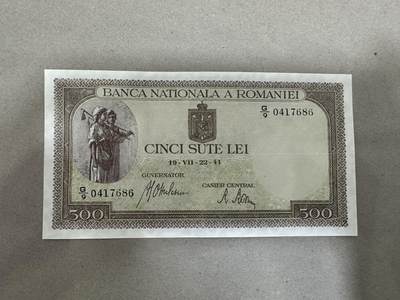 BANCA NATIONALA A ROMANIEI
G/9 0417686
CINCI SUTE LEI
19-VII-22-41
GUVERNATOR
CASIER CENTRAL
G/9 0417686
500
500